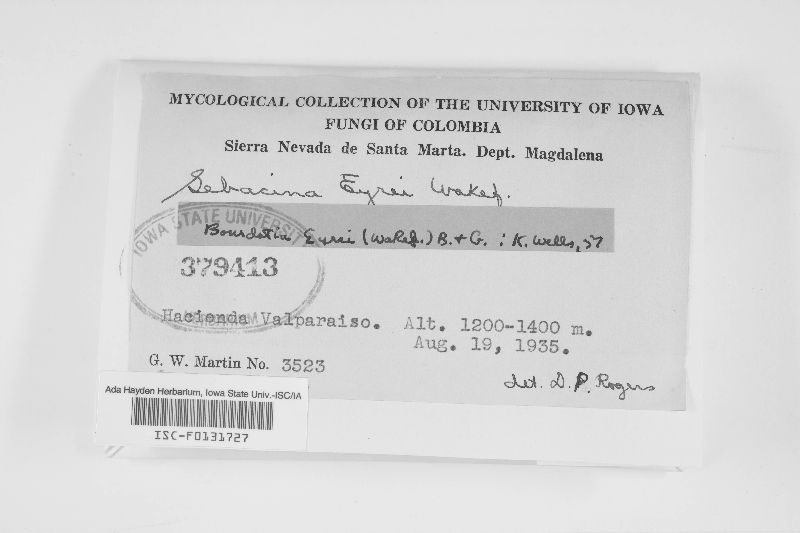 MYCOLOGICAL COLLECTION OF THE UNIVERSITY OF IOWA
FUNGI OF COLOMBIA
Sierra Nevada de Santa Marta. Dept. Magdalena
Sebacina Eyrei Wakef.
Bourdotia Eyrei (Wakef.) B. + G. : K. Wells, 57
IOWA STATE UNIVERSITY
379413
HERBARIUM
Hacienda Valparaiso. Alt. 1200-1400 m.
Aug. 19, 1935.
G. W. Martin No. 3523
det. D. P. Rogers
Ada Hayden Herbarium, Iowa State Univ.-ISC/IA
ISC-F0131727